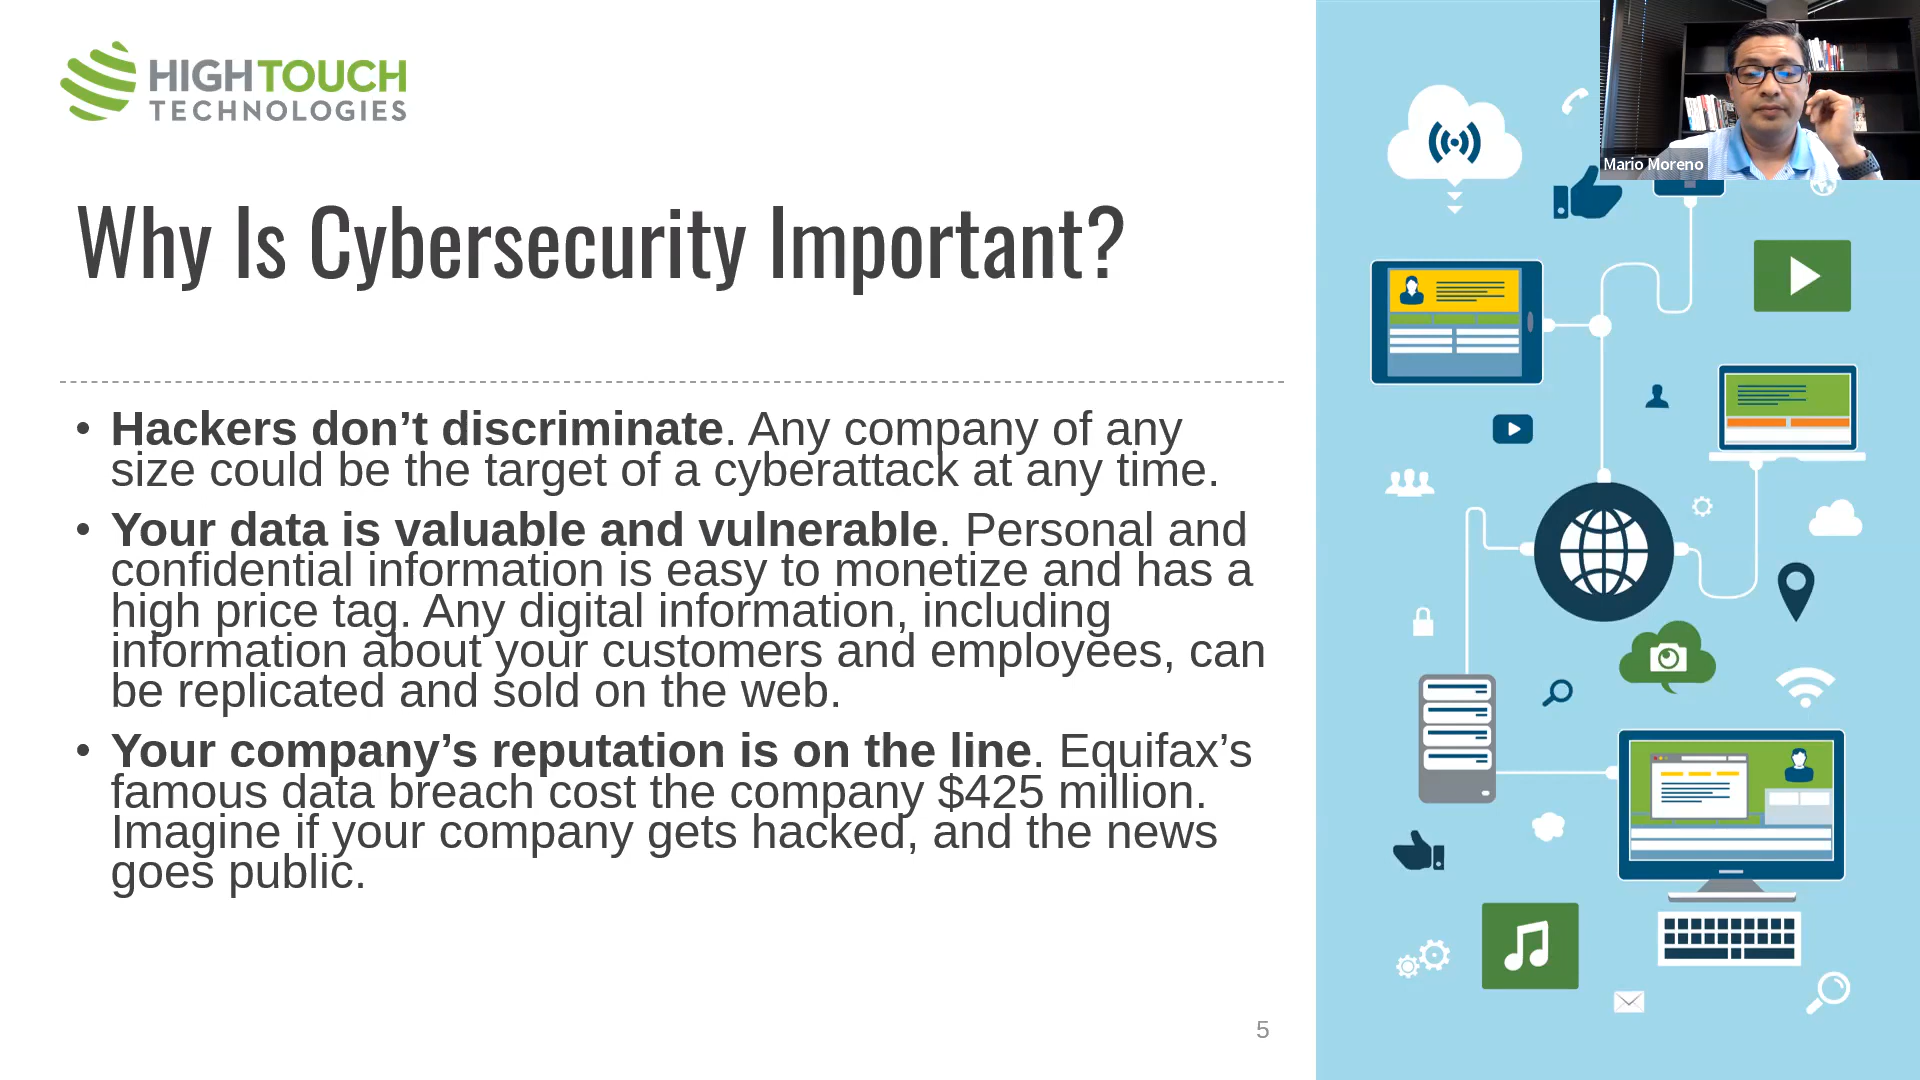 HIGHTOUCH
TECHNOLOGIES
Mario Moreno
Why Is Cybersecurity Important?
• Hackers don’t discriminate. Any company of any
size could be the target of a cyberattack at any time.
• Your data is valuable and vulnerable. Personal and
confidential information is easy to monetize and has a
high price tag. Any digital information, including
information about your customers and employees, can
be replicated and sold on the web.
• Your company’s reputation is on the line. Equifax’s
famous data breach cost the company $425 million.
Imagine if your company gets hacked, and the news
goes public.
5